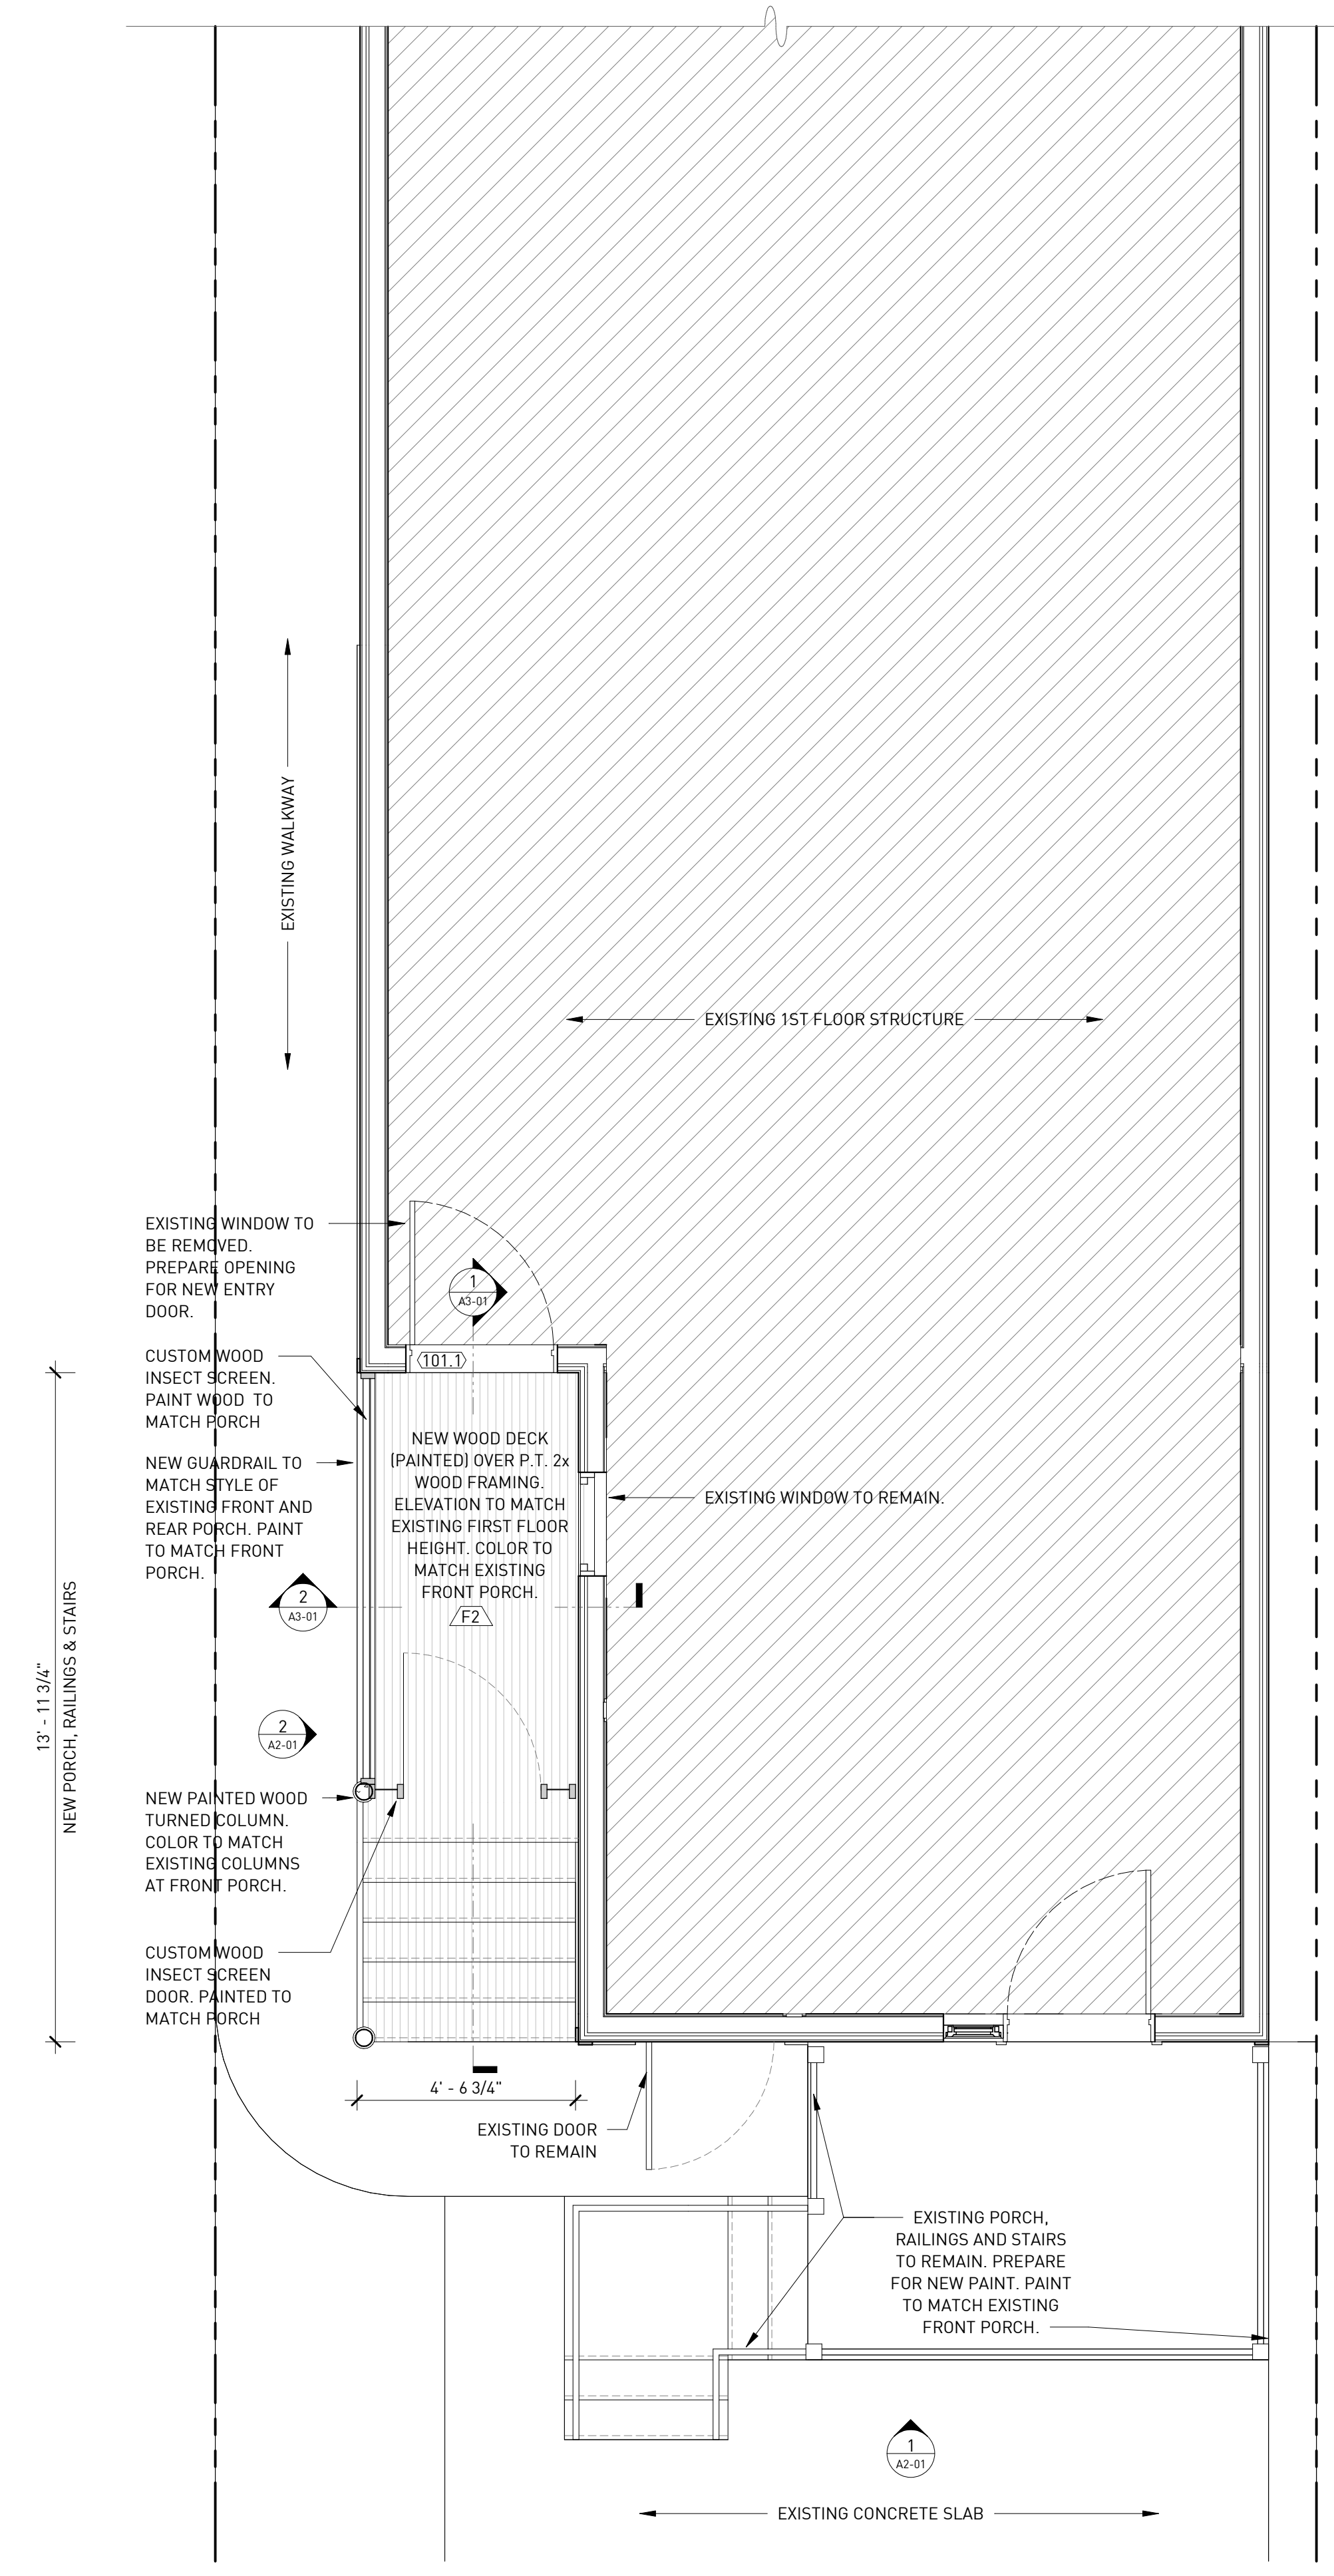 EXISTING WALKWAY
EXISTING 1ST FLOOR STRUCTURE
EXISTING WINDOW TO
BE REMOVED.
PREPARE OPENING
FOR NEW ENTRY
DOOR.
1
A3-01
101.1
CUSTOM WOOD
INSECT SCREEN.
PAINT WOOD TO
MATCH PORCH
NEW GUARDRAIL TO
MATCH STYLE OF
EXISTING FRONT AND
REAR PORCH. PAINT
TO MATCH FRONT
PORCH.
NEW WOOD DECK
(PAINTED) OVER P.T. 2x
WOOD FRAMING.
ELEVATION TO MATCH
EXISTING FIRST FLOOR
HEIGHT. COLOR TO
MATCH EXISTING
FRONT PORCH.
F2
EXISTING WINDOW TO REMAIN.
2
A3-01
2
A2-01
13' - 11 3/4"
NEW PORCH, RAILINGS & STAIRS
NEW PAINTED WOOD
TURNED COLUMN.
COLOR TO MATCH
EXISTING COLUMNS
AT FRONT PORCH.
CUSTOM WOOD
INSECT SCREEN
DOOR. PAINTED TO
MATCH PORCH
4' - 6 3/4"
EXISTING DOOR
TO REMAIN
EXISTING PORCH,
RAILINGS AND STAIRS
TO REMAIN. PREPARE
FOR NEW PAINT. PAINT
TO MATCH EXISTING
FRONT PORCH.
1
A2-01
EXISTING CONCRETE SLAB